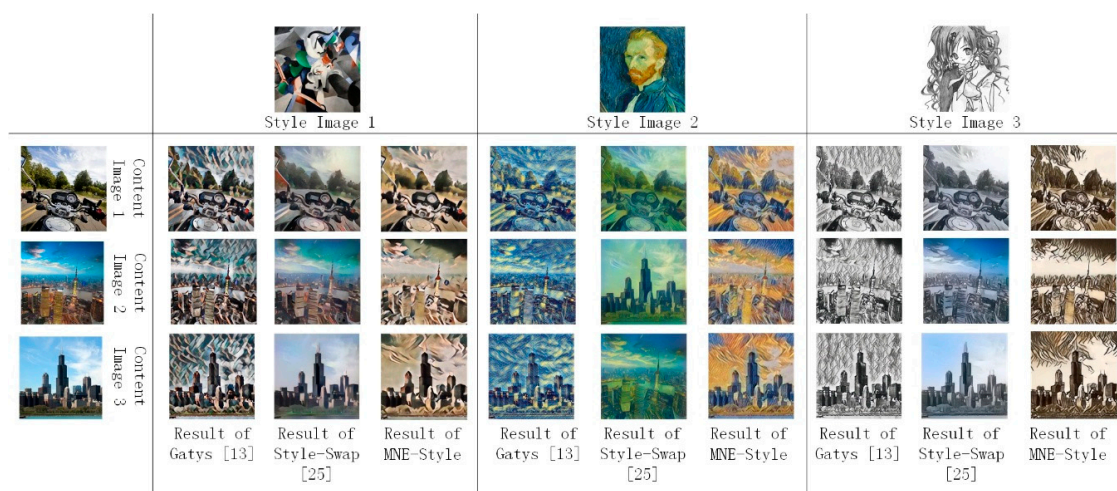 Style Image 1
Style Image 2
Style Image 3
Content
Image 1
Content
Image 2
Content
Image 3
Result of
Gatys [13]
Result of
Style-Swap
[25]
Result of
MNE-Style
Result of
Gatys [13]
Result of
Style-Swap
[25]
Result of
MNE-Style
Result of
Gatys [13]
Result of
Style-Swap
[25]
Result of
MNE-Style